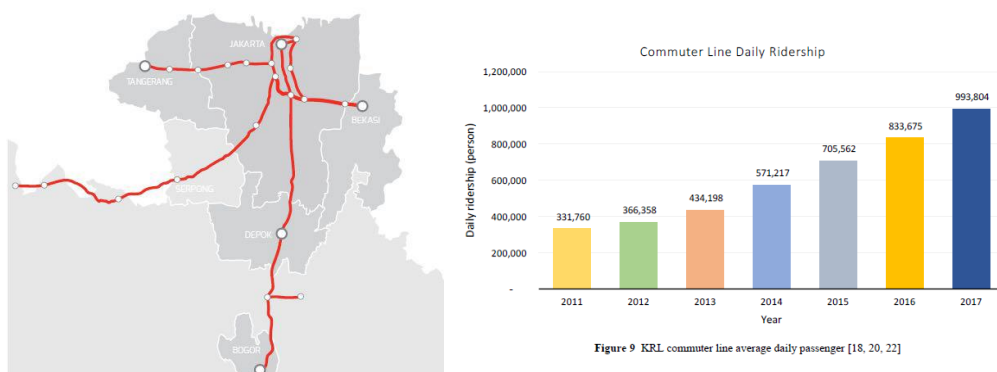 JAKARTA
TANGERANG
BEKASI
SERPONG
DEPOK
BOGOR
Commuter Line Daily Ridership
Daily ridership (person)
1,200,000
1,000,000
800,000
600,000
400,000
200,000
-
331,760
366,358
434,198
571,217
705,562
833,675
993,804
2011 2012 2013 2014 2015 2016 2017
Year
Figure 9 KRL commuter line average daily passenger [18, 20, 22]